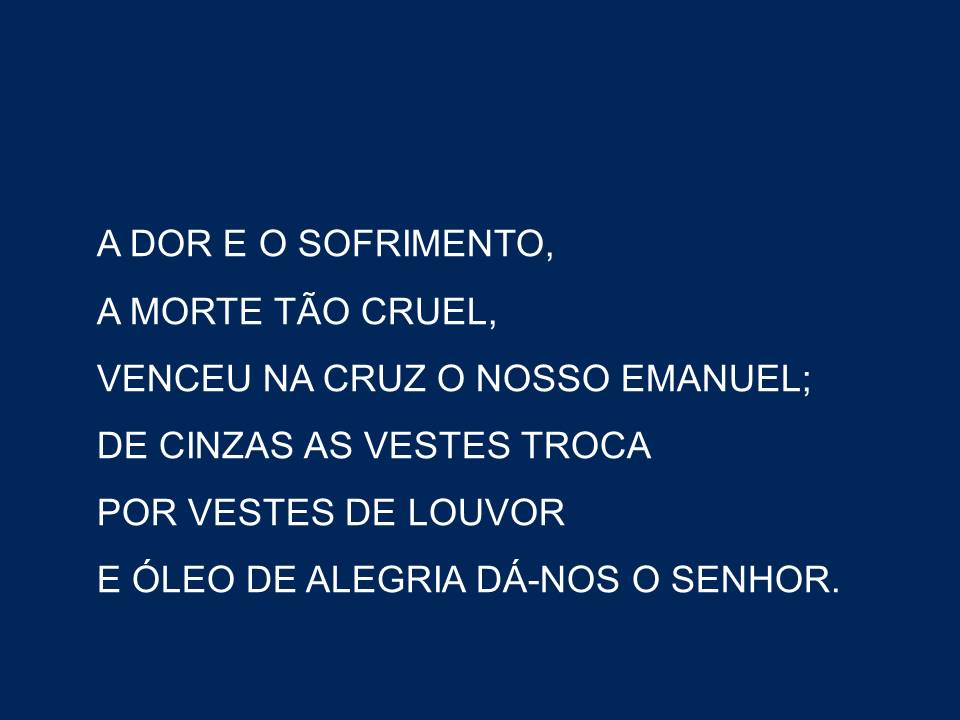 A DOR E O SOFRIMENTO,
A MORTE TÃO CRUEL,
VENCEU NA CRUZ O NOSSO EMANUEL;
DE CINZAS AS VESTES TROCA
POR VESTES DE LOUVOR
E ÓLEO DE ALEGRIA DÁ-NOS O SENHOR.